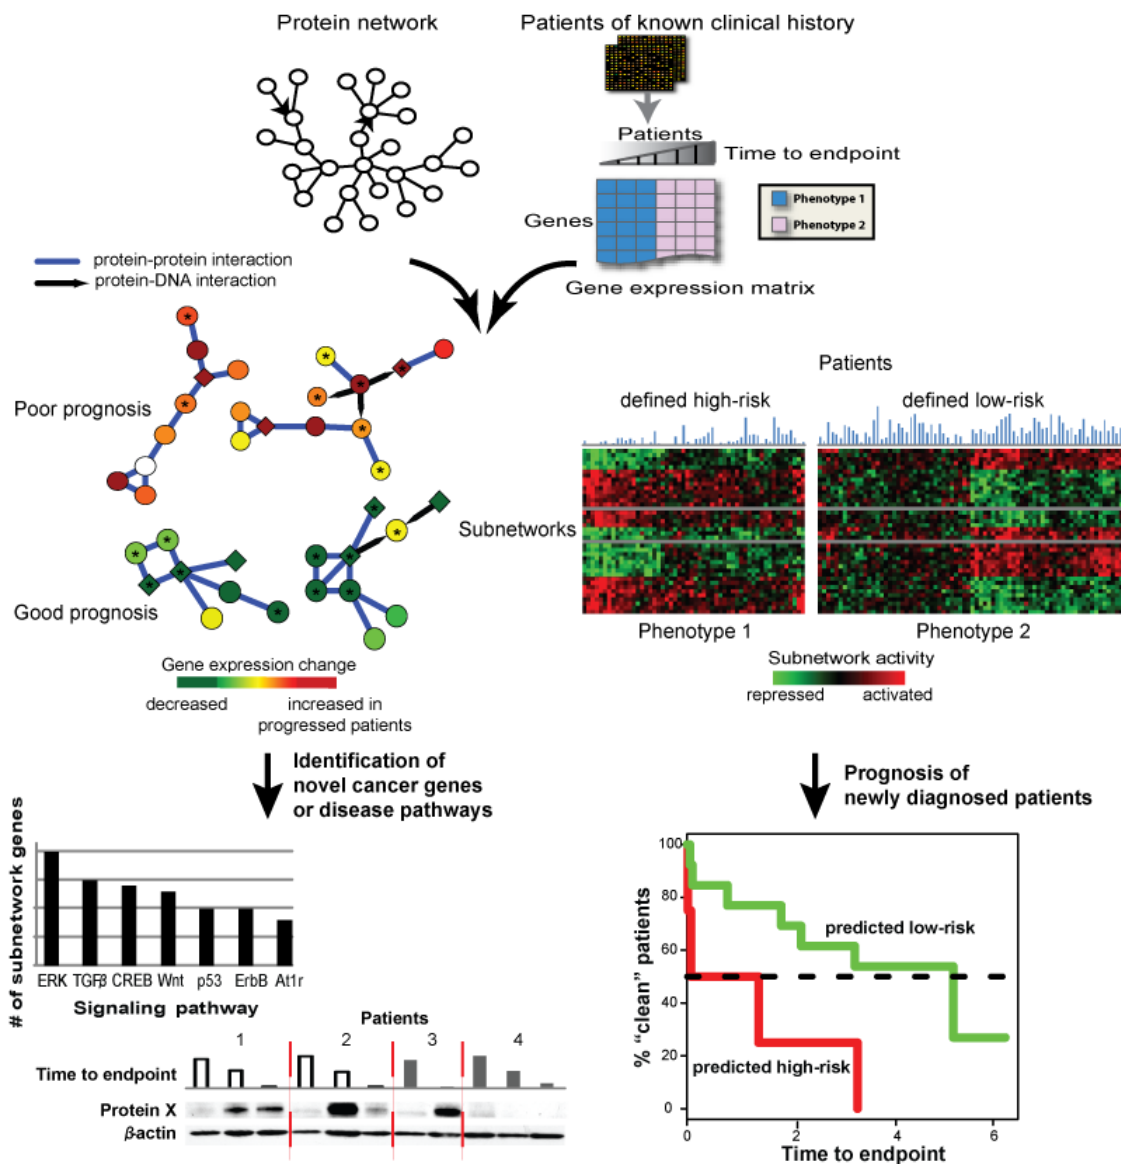 Protein network
Patients of known clinical history
Patients
Time to endpoint
Genes
Phenotype 1
Phenotype 2
Gene expression matrix
protein-protein interaction
protein-DNA interaction
Poor prognosis
Good prognosis
Subnetworks
Gene expression change
decreased
increased in
progressed patients
Patients
defined high-risk
defined low-risk
Phenotype 1
Phenotype 2
Subnetwork activity
repressed
activated
Identification of
novel cancer genes
or disease pathways
Prognosis of
newly diagnosed patients
# of subnetwork genes
ERK TGFβ CREB Wnt p53 ErbB At1r
Signaling pathway
Patients
1 2 3 4
Time to endpoint
Protein X
β-actin
% "clean" patients
100
80
60
40
20
0
predicted low-risk
predicted high-risk
0 2 4 6
Time to endpoint